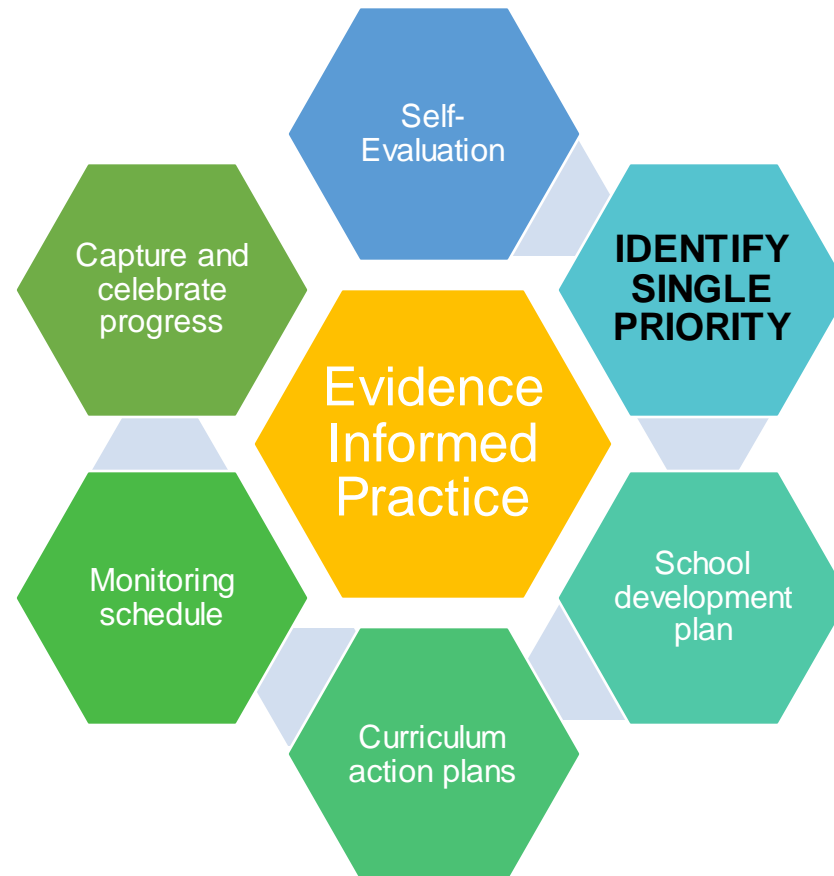 Self-
Evaluation
IDENTIFY
SINGLE
PRIORITY
School
development
plan
Curriculum
action plans
Monitoring
schedule
Capture and
celebrate
progress
Evidence
Informed
Practice